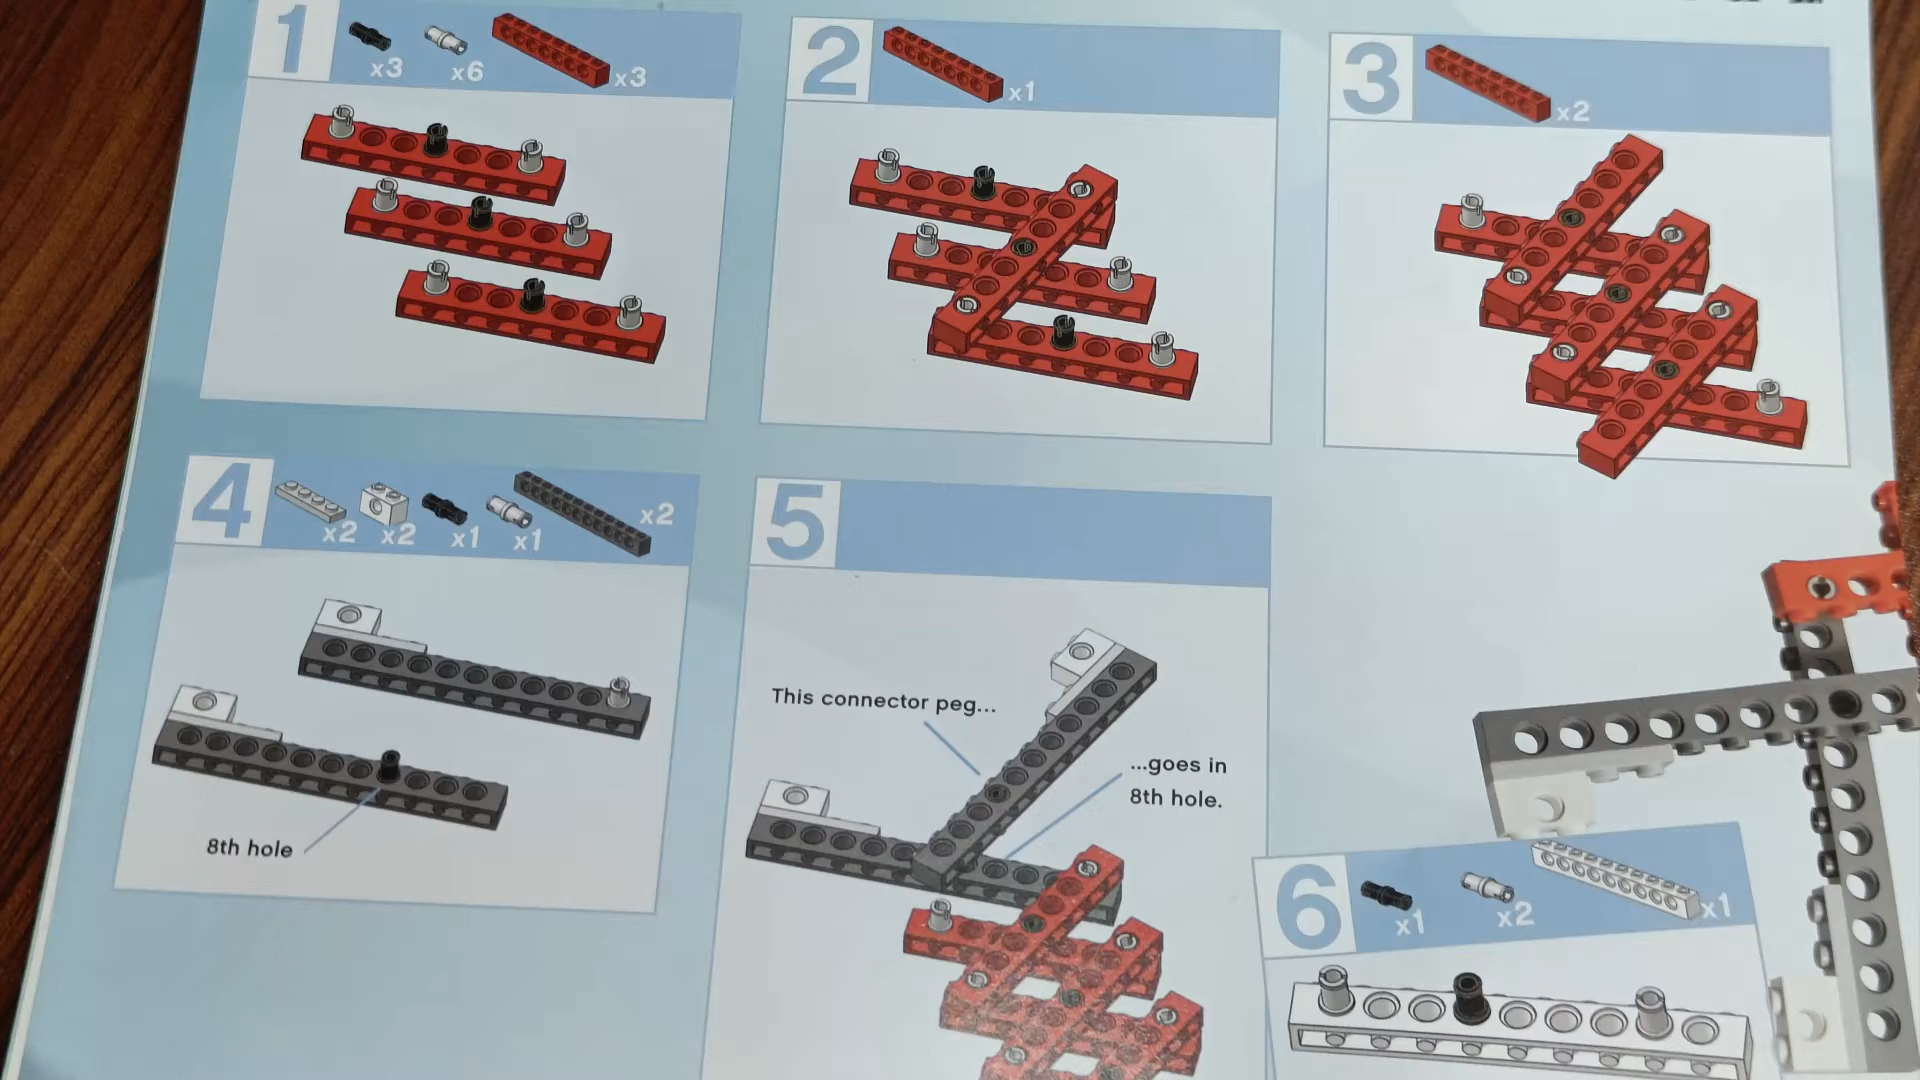 1
x3
x6
x3
2
x1
3
x2
4
x2
x2
x1
x1
x2
8th hole
5
This connector peg...
...goes in
8th hole.
6
x1
x2
x1